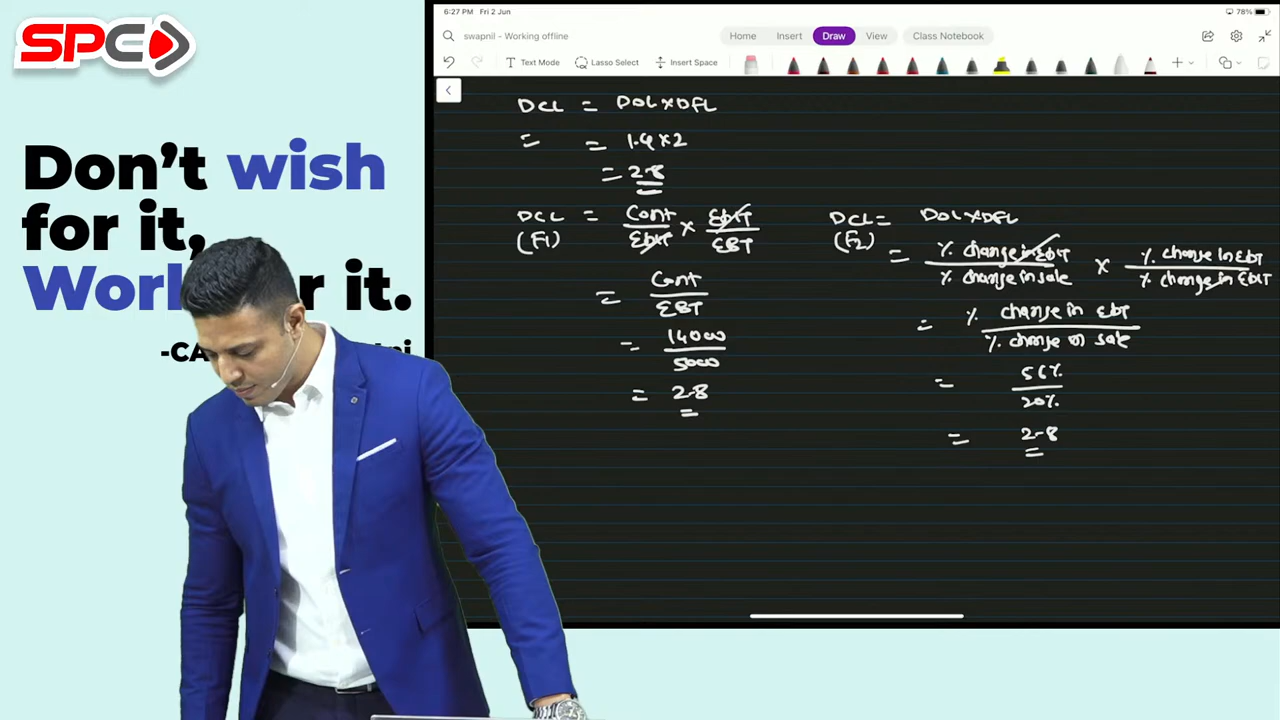 SPC
Don't wish
for it,
Work for it.
-CA
6:27 PM Fri 2 Jun
78%
swapnil - Working offline
Home Insert Draw View Class Notebook
Text Mode Lasso Select Insert Space
DCL = DOL×DFL
= = 1.4×2
= 2.8
DCL (F1) = Cont/Ebit × Ebit/EBT
= Cont/EBT
= 14000/5000
= 2.8
DCL (F2) = DOL×DFL
= % change in Ebit/% change in sale × % change in Ebt/% change in Ebit
= % change in Ebt/% change in sale
= 56%/20%
= 2.8